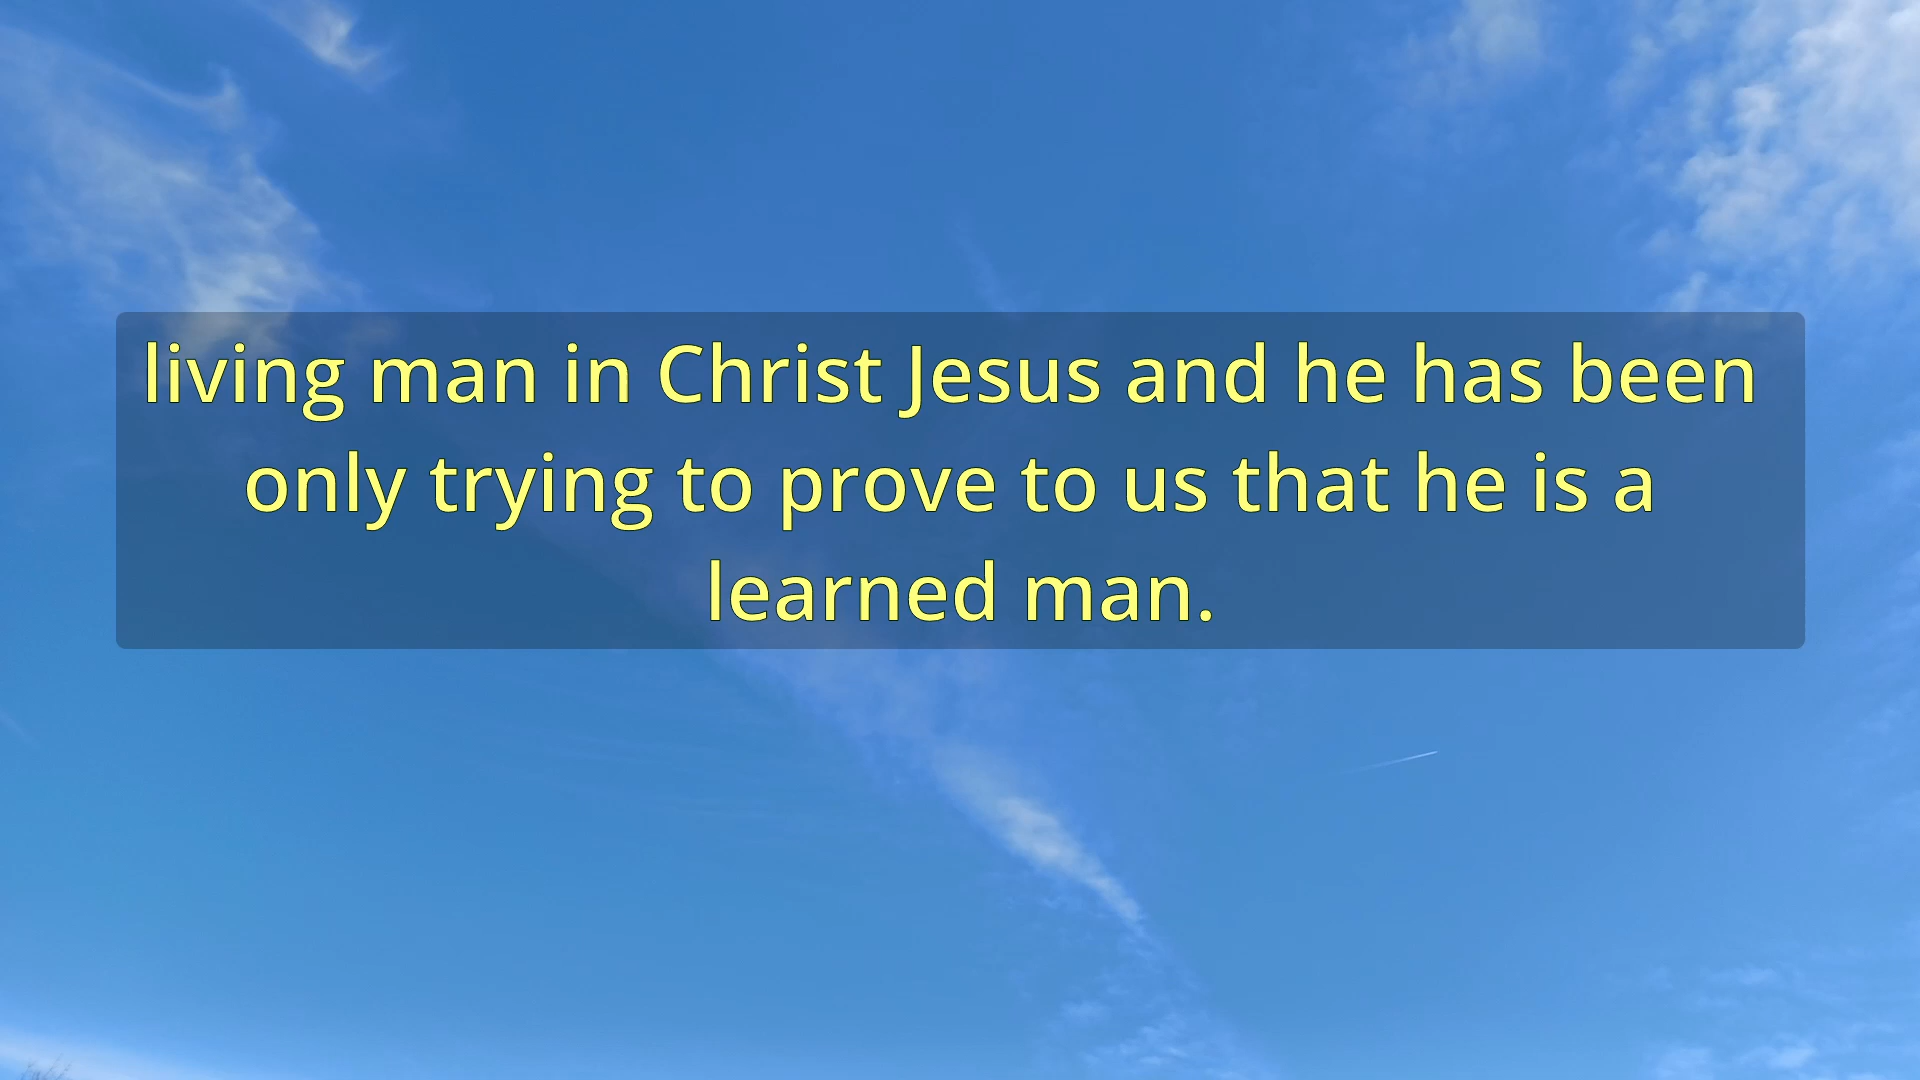 living man in Christ Jesus and he has been
only trying to prove to us that he is a
learned man.